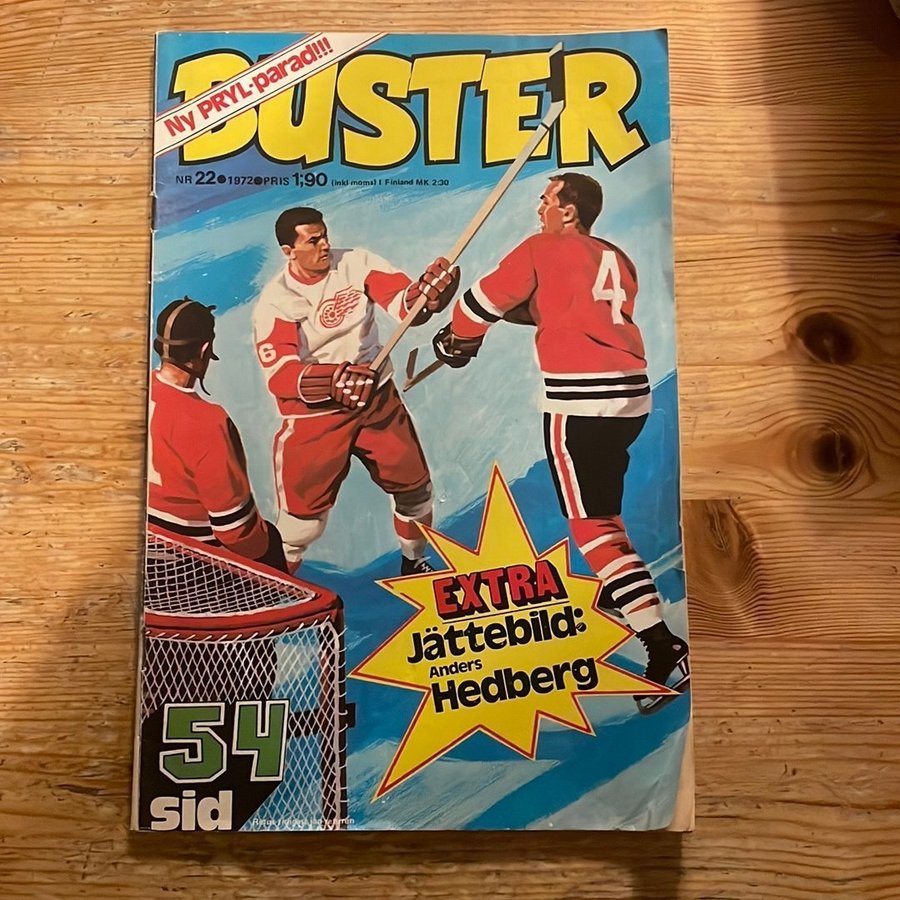 Ny PRYL-parad!!!
BUSTER
NR 22 • 1972 • PRIS 1;90 (inkl moms) I Finland MK. 2:30
4
6
EXTRA
Jättebild:
Anders
Hedberg
54
sid